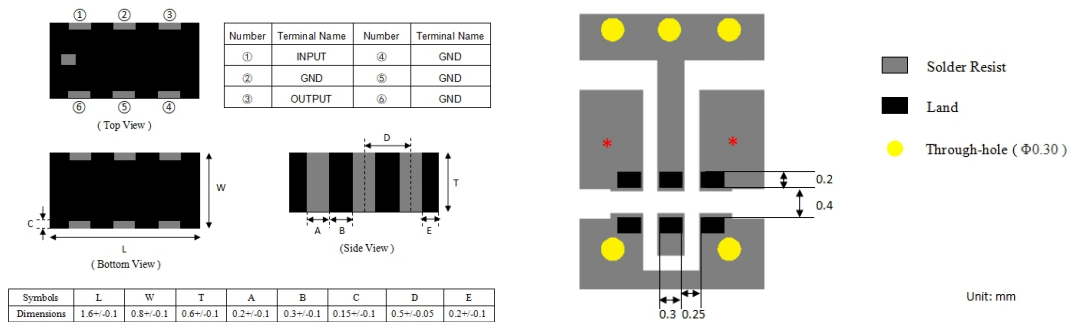 ① ② ③
⑥ ⑤ ④
( Top View )
Number Terminal Name Number Terminal Name
① INPUT ④ GND
② GND ⑤ GND
③ OUTPUT ⑥ GND
C
W
L
( Bottom View )
D
T
A B E
(Side View )
Symbols L W T A B C D E
Dimensions 1.6+/-0.1 0.8+/-0.1 0.6+/-0.1 0.2+/-0.1 0.3+/-0.1 0.15+/-0.1 0.5+/-0.05 0.2+/-0.1
* *
0.2
0.4
0.3 0.25
Solder Resist
Land
Through-hole ( Φ0.30 )
Unit: mm